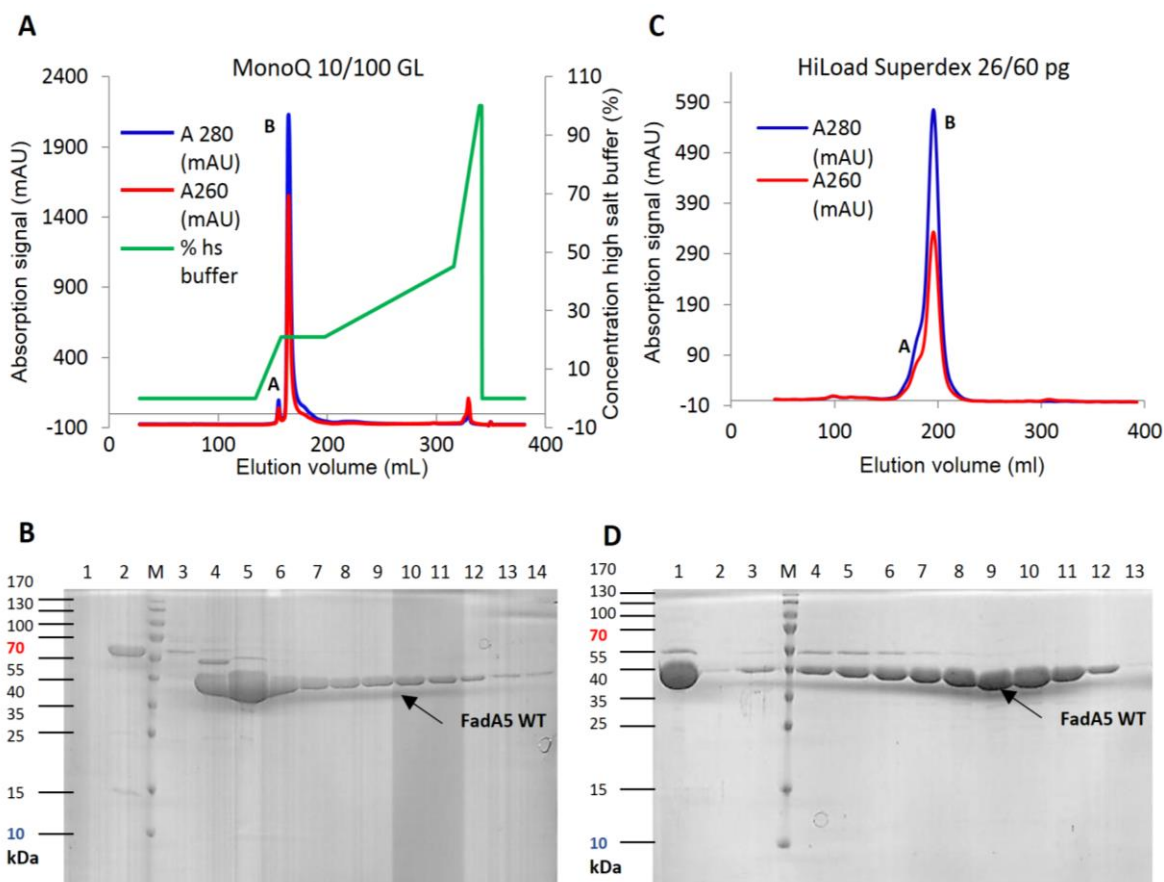 A
MonoQ 10/100 GL
2400
1900
1400
900
400
-100
110
90
70
50
30
10
-10
Absorption signal (mAU)
Concentration high salt buffer (%)
A 280
(mAU)
A260
(mAU)
% hs
buffer
B
A
0
100
200
300
400
Elution volume (mL)
C
HiLoad Superdex 26/60 pg
590
490
390
290
190
90
-10
Absorption signal (mAU)
A280
(mAU)
A260
(mAU)
B
A
0
100
200
300
400
Elution volume (ml)
B
1 2 M 3 4 5 6 7 8 9 10 11 12 13 14
170
130
100
70
55
40
35
25
15
10
kDa
FadA5 WT
D
1 2 3 M 4 5 6 7 8 9 10 11 12 13
170
130
100
70
55
40
35
25
15
10
kDa
FadA5 WT